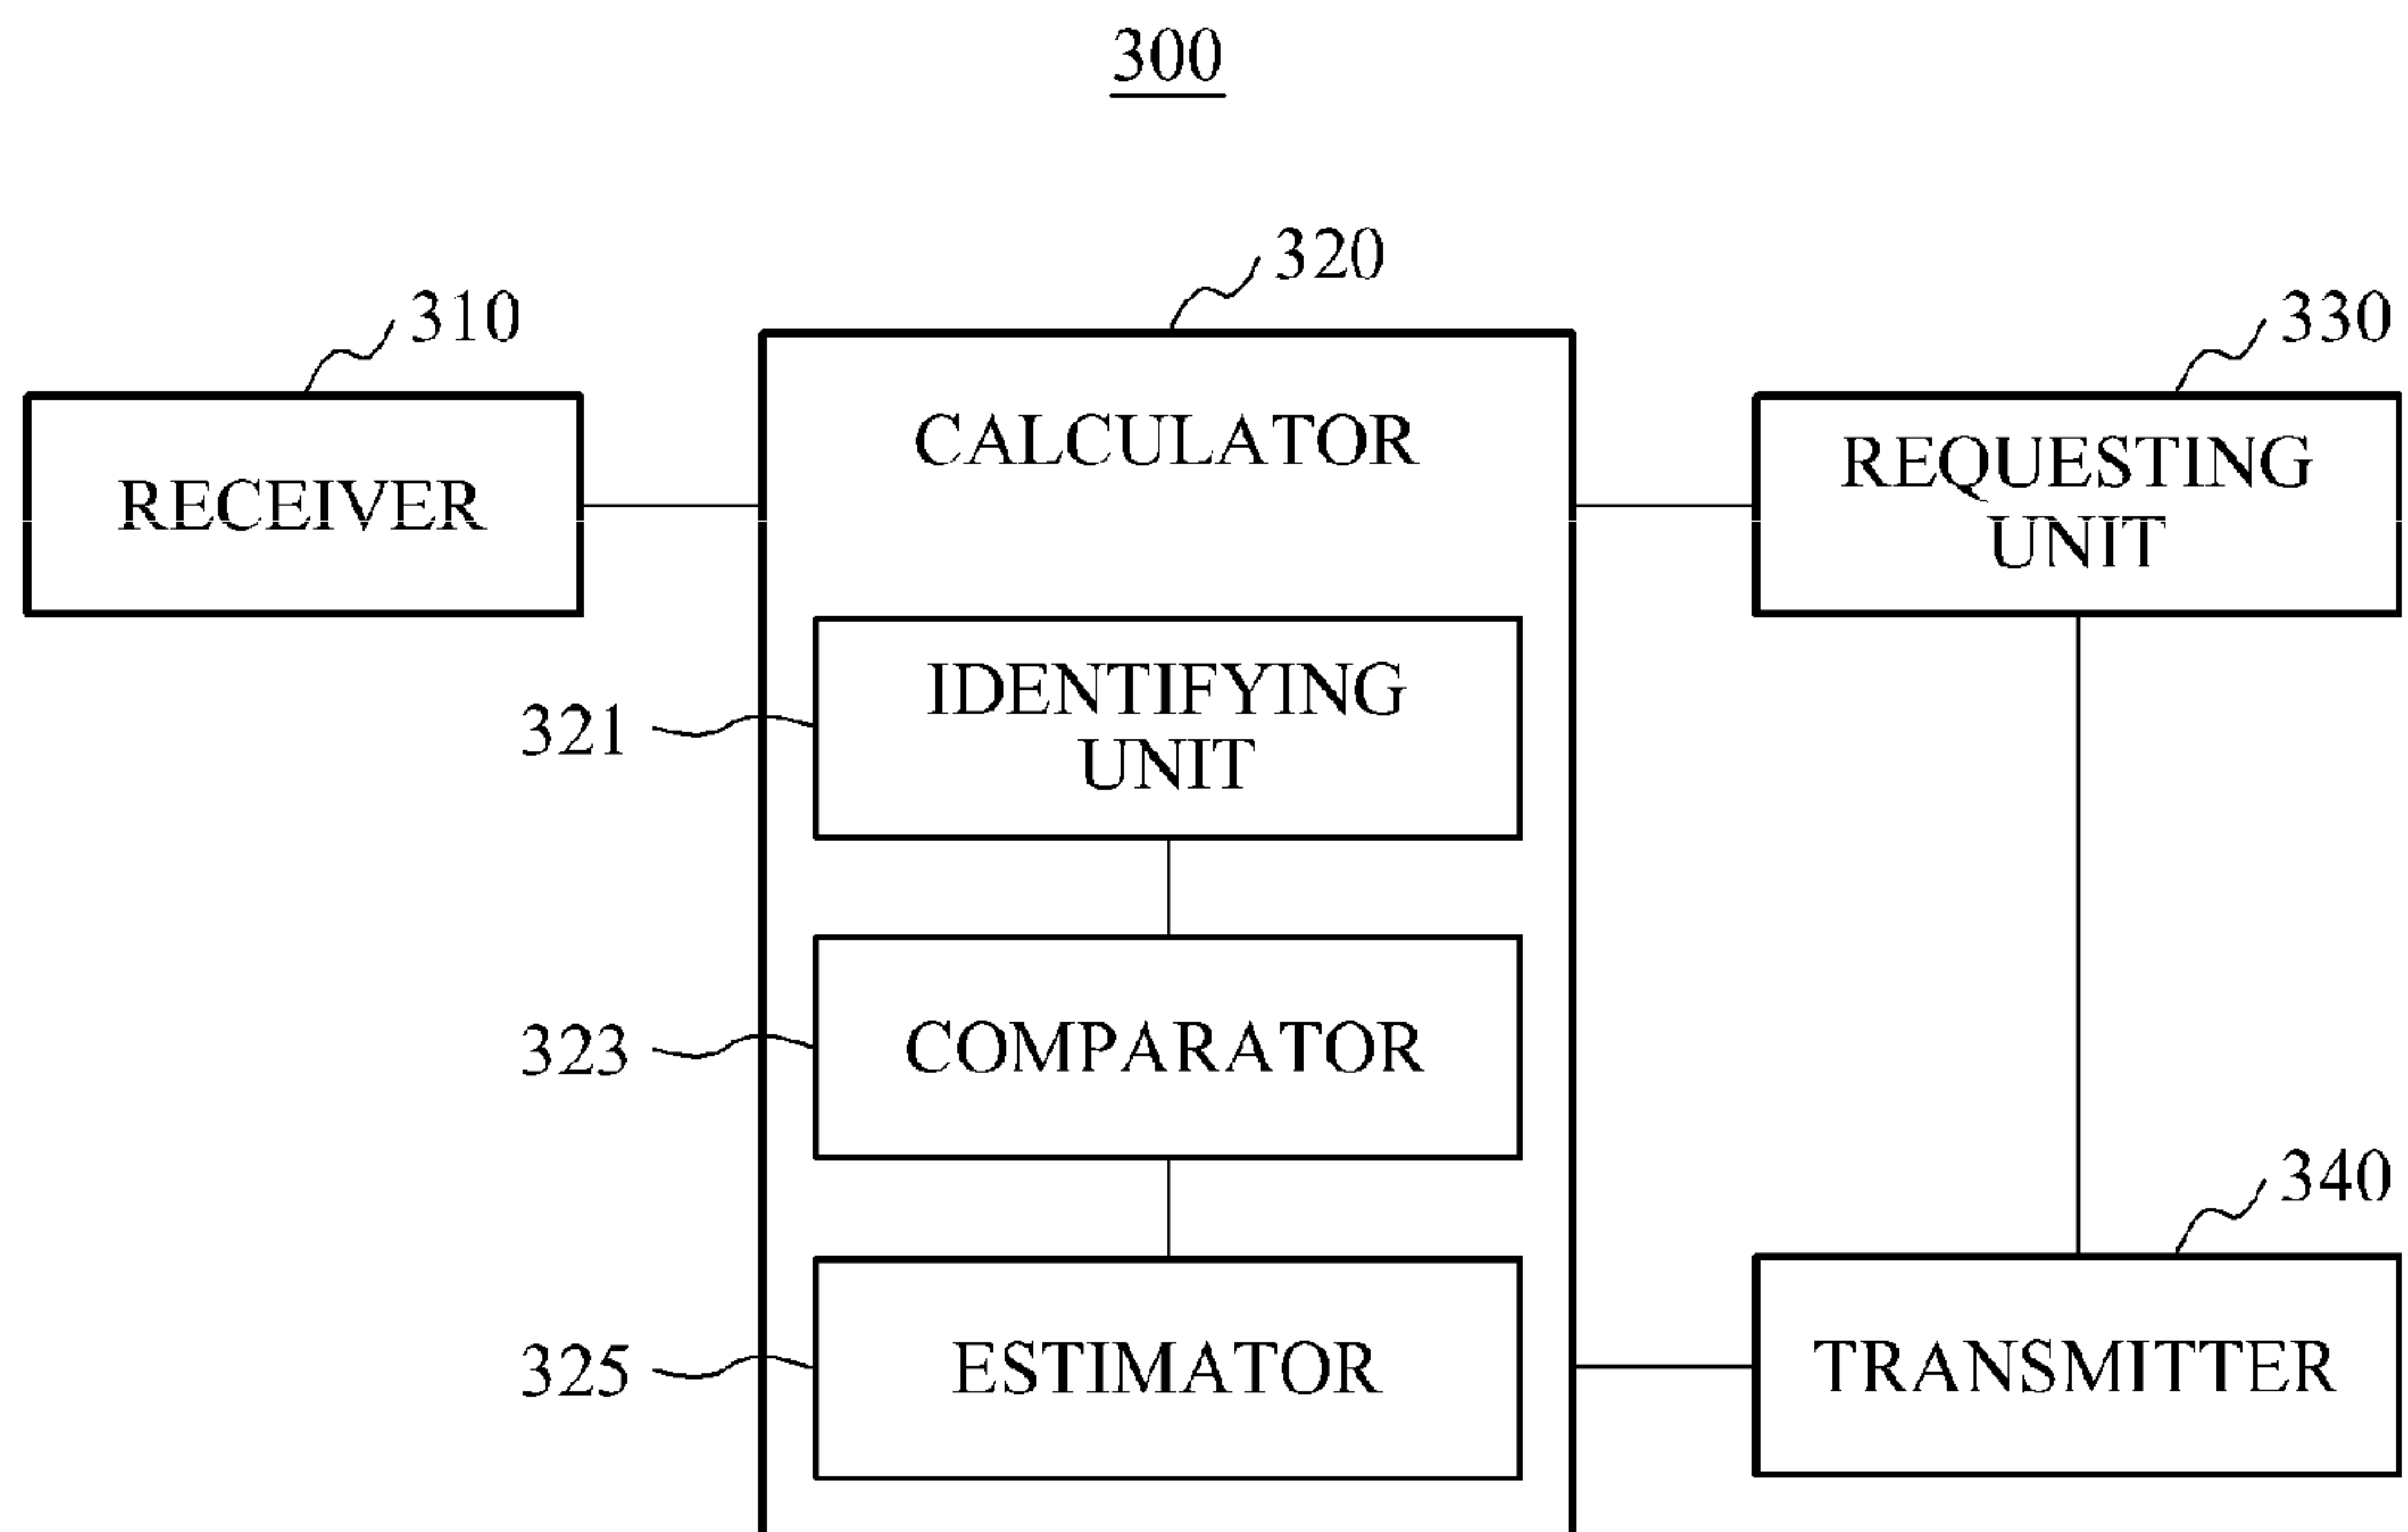 300
320
310
330
CALCULATOR
RECEIVER
REQUESTING
UNIT
IDENTIFYING
UNIT
321
COMPARATOR
323
340
ESTIMATOR
325
TRANSMITTER